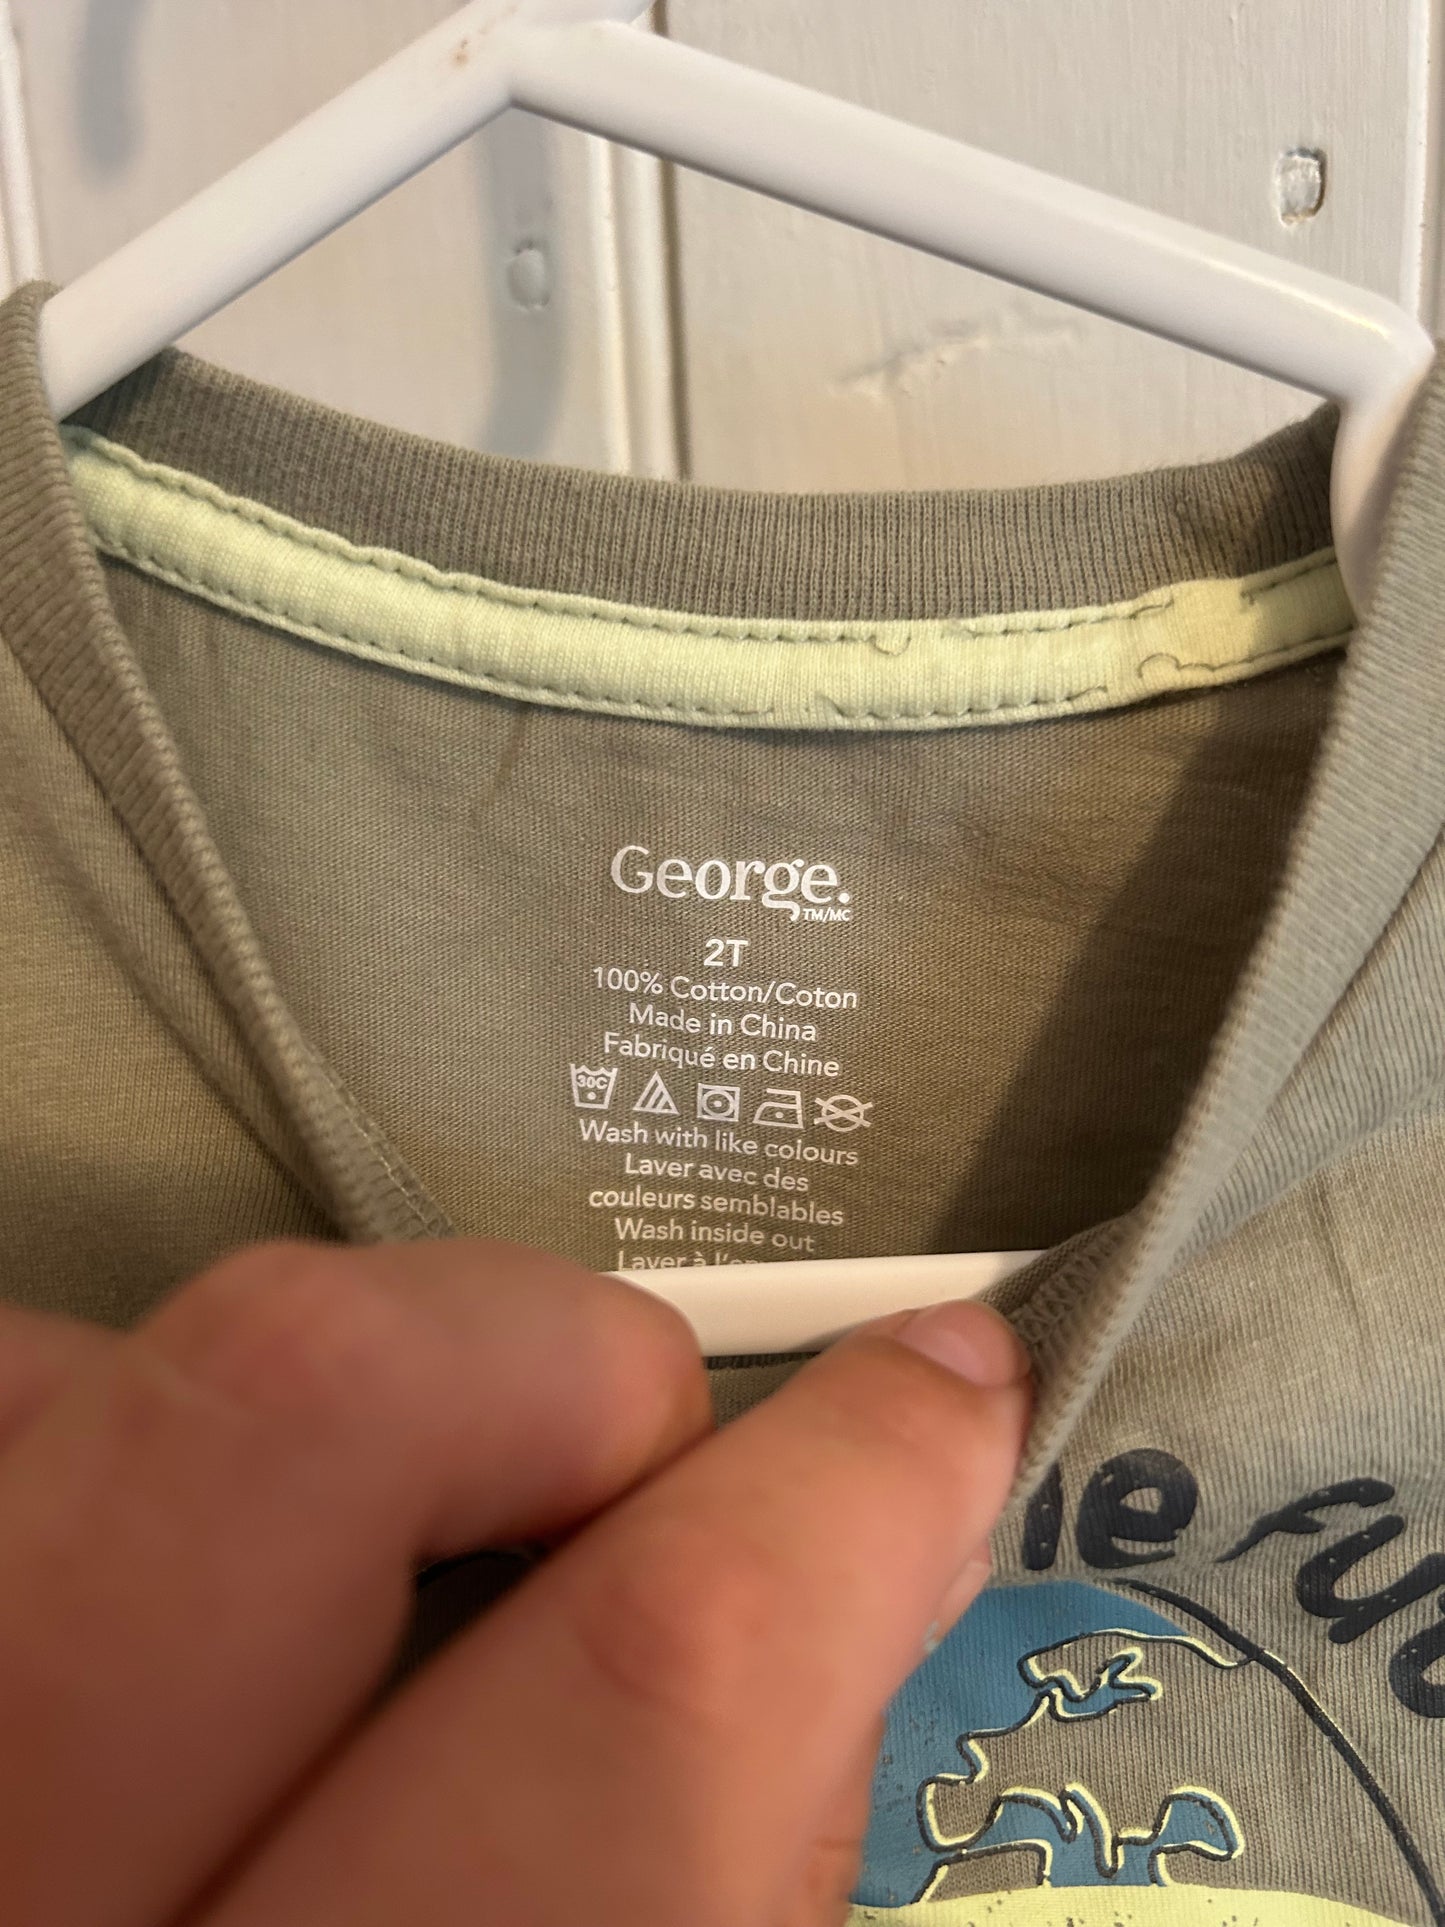 George.
TM/MC
2T
100% Cotton/Coton
Made in China
Fabriqué en Chine
30C
Wash with like colours
Laver avec des
couleurs semblables
Wash inside out
Laver à